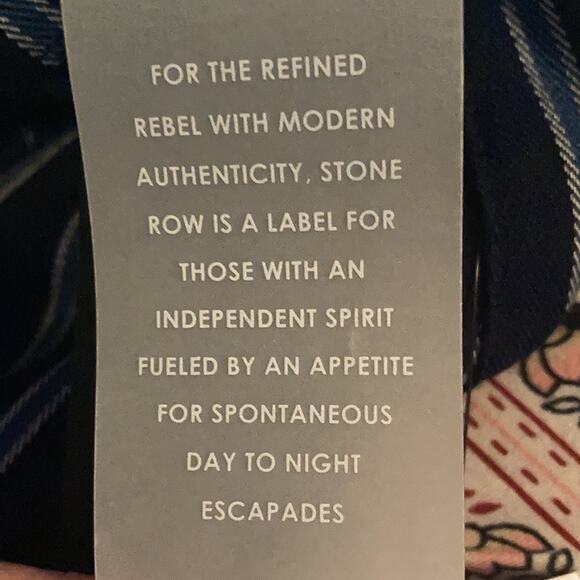 FOR THE REFINED
REBEL WITH MODERN
AUTHENTICITY, STONE
ROW IS A LABEL FOR
THOSE WITH AN
INDEPENDENT SPIRIT
FUELED BY AN APPETITE
FOR SPONTANEOUS
DAY TO NIGHT
ESCAPADES